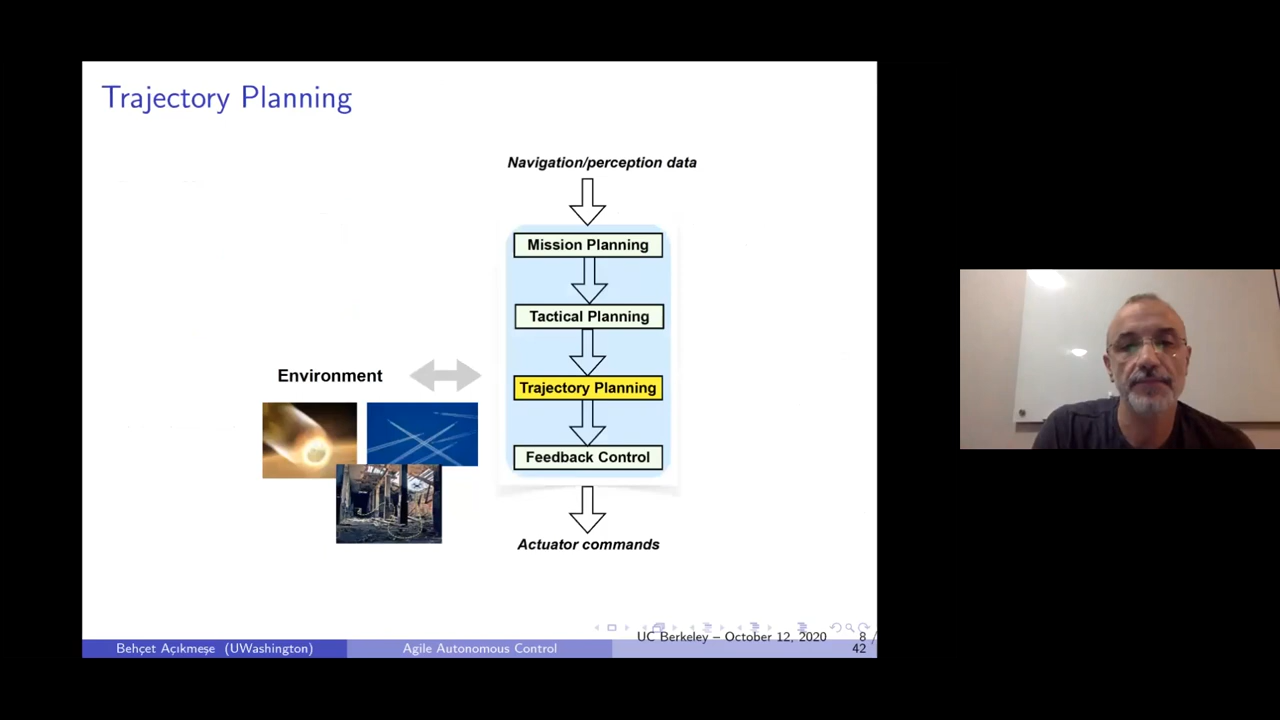 Trajectory Planning
Navigation/perception data
Mission Planning
Tactical Planning
Environment
Trajectory Planning
Feedback Control
Actuator commands
Behçet Açıkmeşe (UWashington)
Agile Autonomous Control
UC Berkeley – October 12, 2020
8 /
42